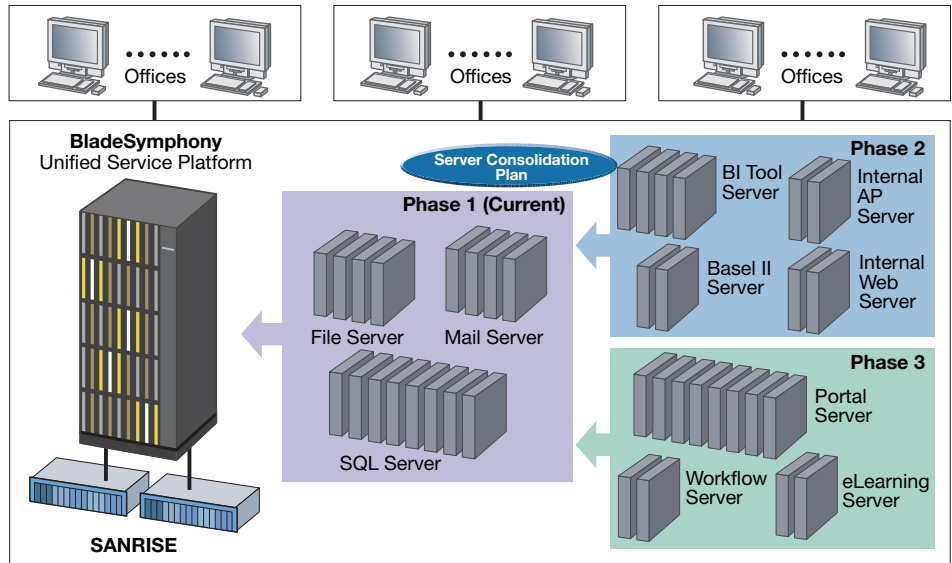 Offices
Offices
Offices
BladeSymphony
Unified Service Platform
Server Consolidation
Plan
Phase 1 (Current)
File Server
Mail Server
SQL Server
Phase 2
BI Tool
Server
Internal
AP
Server
Basel II
Server
Internal
Web
Server
Phase 3
Portal
Server
Workflow
Server
eLearning
Server
SANRISE